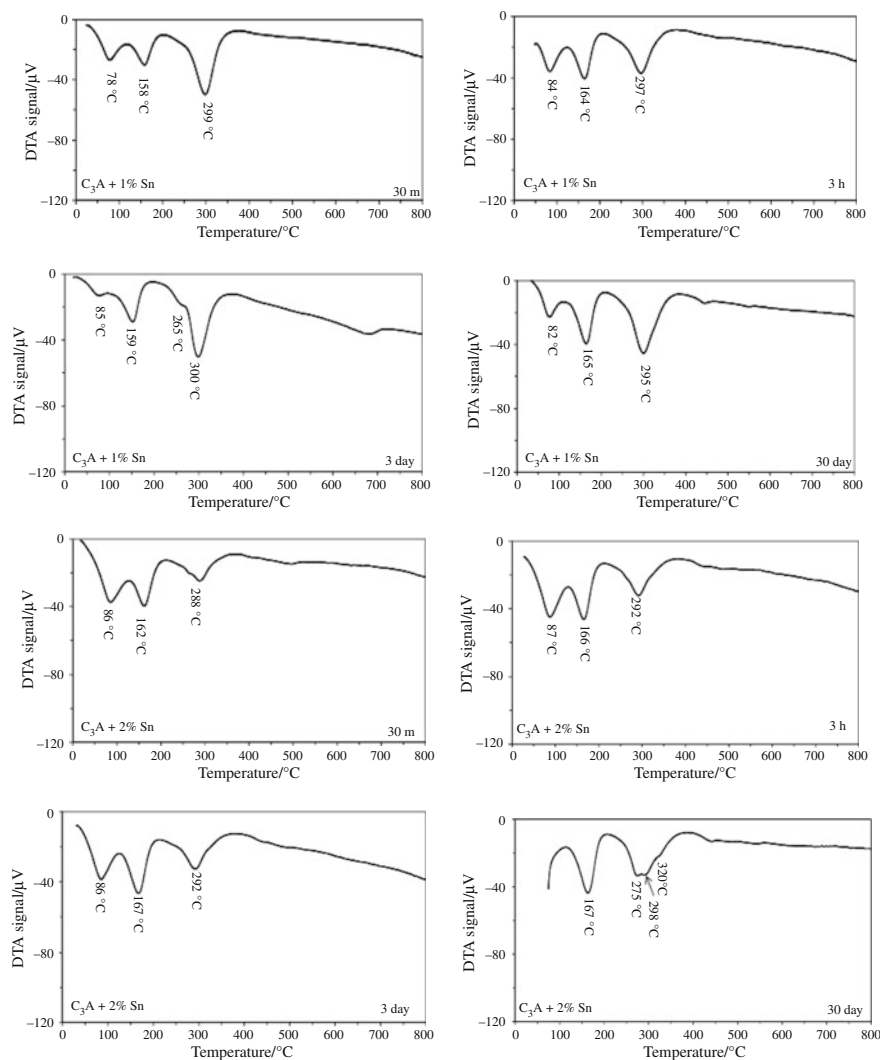 DTA signal/µV
0
−40
−80
−120
78 °C
158 °C
299 °C
C3A + 1% Sn
30 m
0 100 200 300 400 500 600 700 800
Temperature/°C
DTA signal/µV
0
−40
−80
−120
84 °C
164 °C
297 °C
C3A + 1% Sn
3 h
0 100 200 300 400 500 600 700 800
Temperature/°C
DTA signal/µV
0
−40
−80
−120
85 °C
159 °C
265 °C
300 °C
C3A + 1% Sn
3 day
0 100 200 300 400 500 600 700 800
Temperature/°C
DTA signal/µV
0
−40
−80
−120
82 °C
165 °C
295 °C
C3A + 1% Sn
30 day
0 100 200 300 400 500 600 700 800
Temperature/°C
DTA signal/µV
0
−40
−80
−120
86 °C
162 °C
288 °C
C3A + 2% Sn
30 m
0 100 200 300 400 500 600 700 800
Temperature/°C
DTA signal/µV
0
−40
−80
−120
87 °C
166 °C
292 °C
C3A + 2% Sn
3 h
0 100 200 300 400 500 600 700 800
Temperature/°C
DTA signal/µV
0
−40
−80
−120
86 °C
167 °C
292 °C
C3A + 2% Sn
3 day
0 100 200 300 400 500 600 700 800
Temperature/°C
DTA signal/µV
0
−40
−80
−120
167 °C
275 °C
298 °C
320°C
C3A + 2% Sn
30 day
0 100 200 300 400 500 600 700 800
Temperature/°C